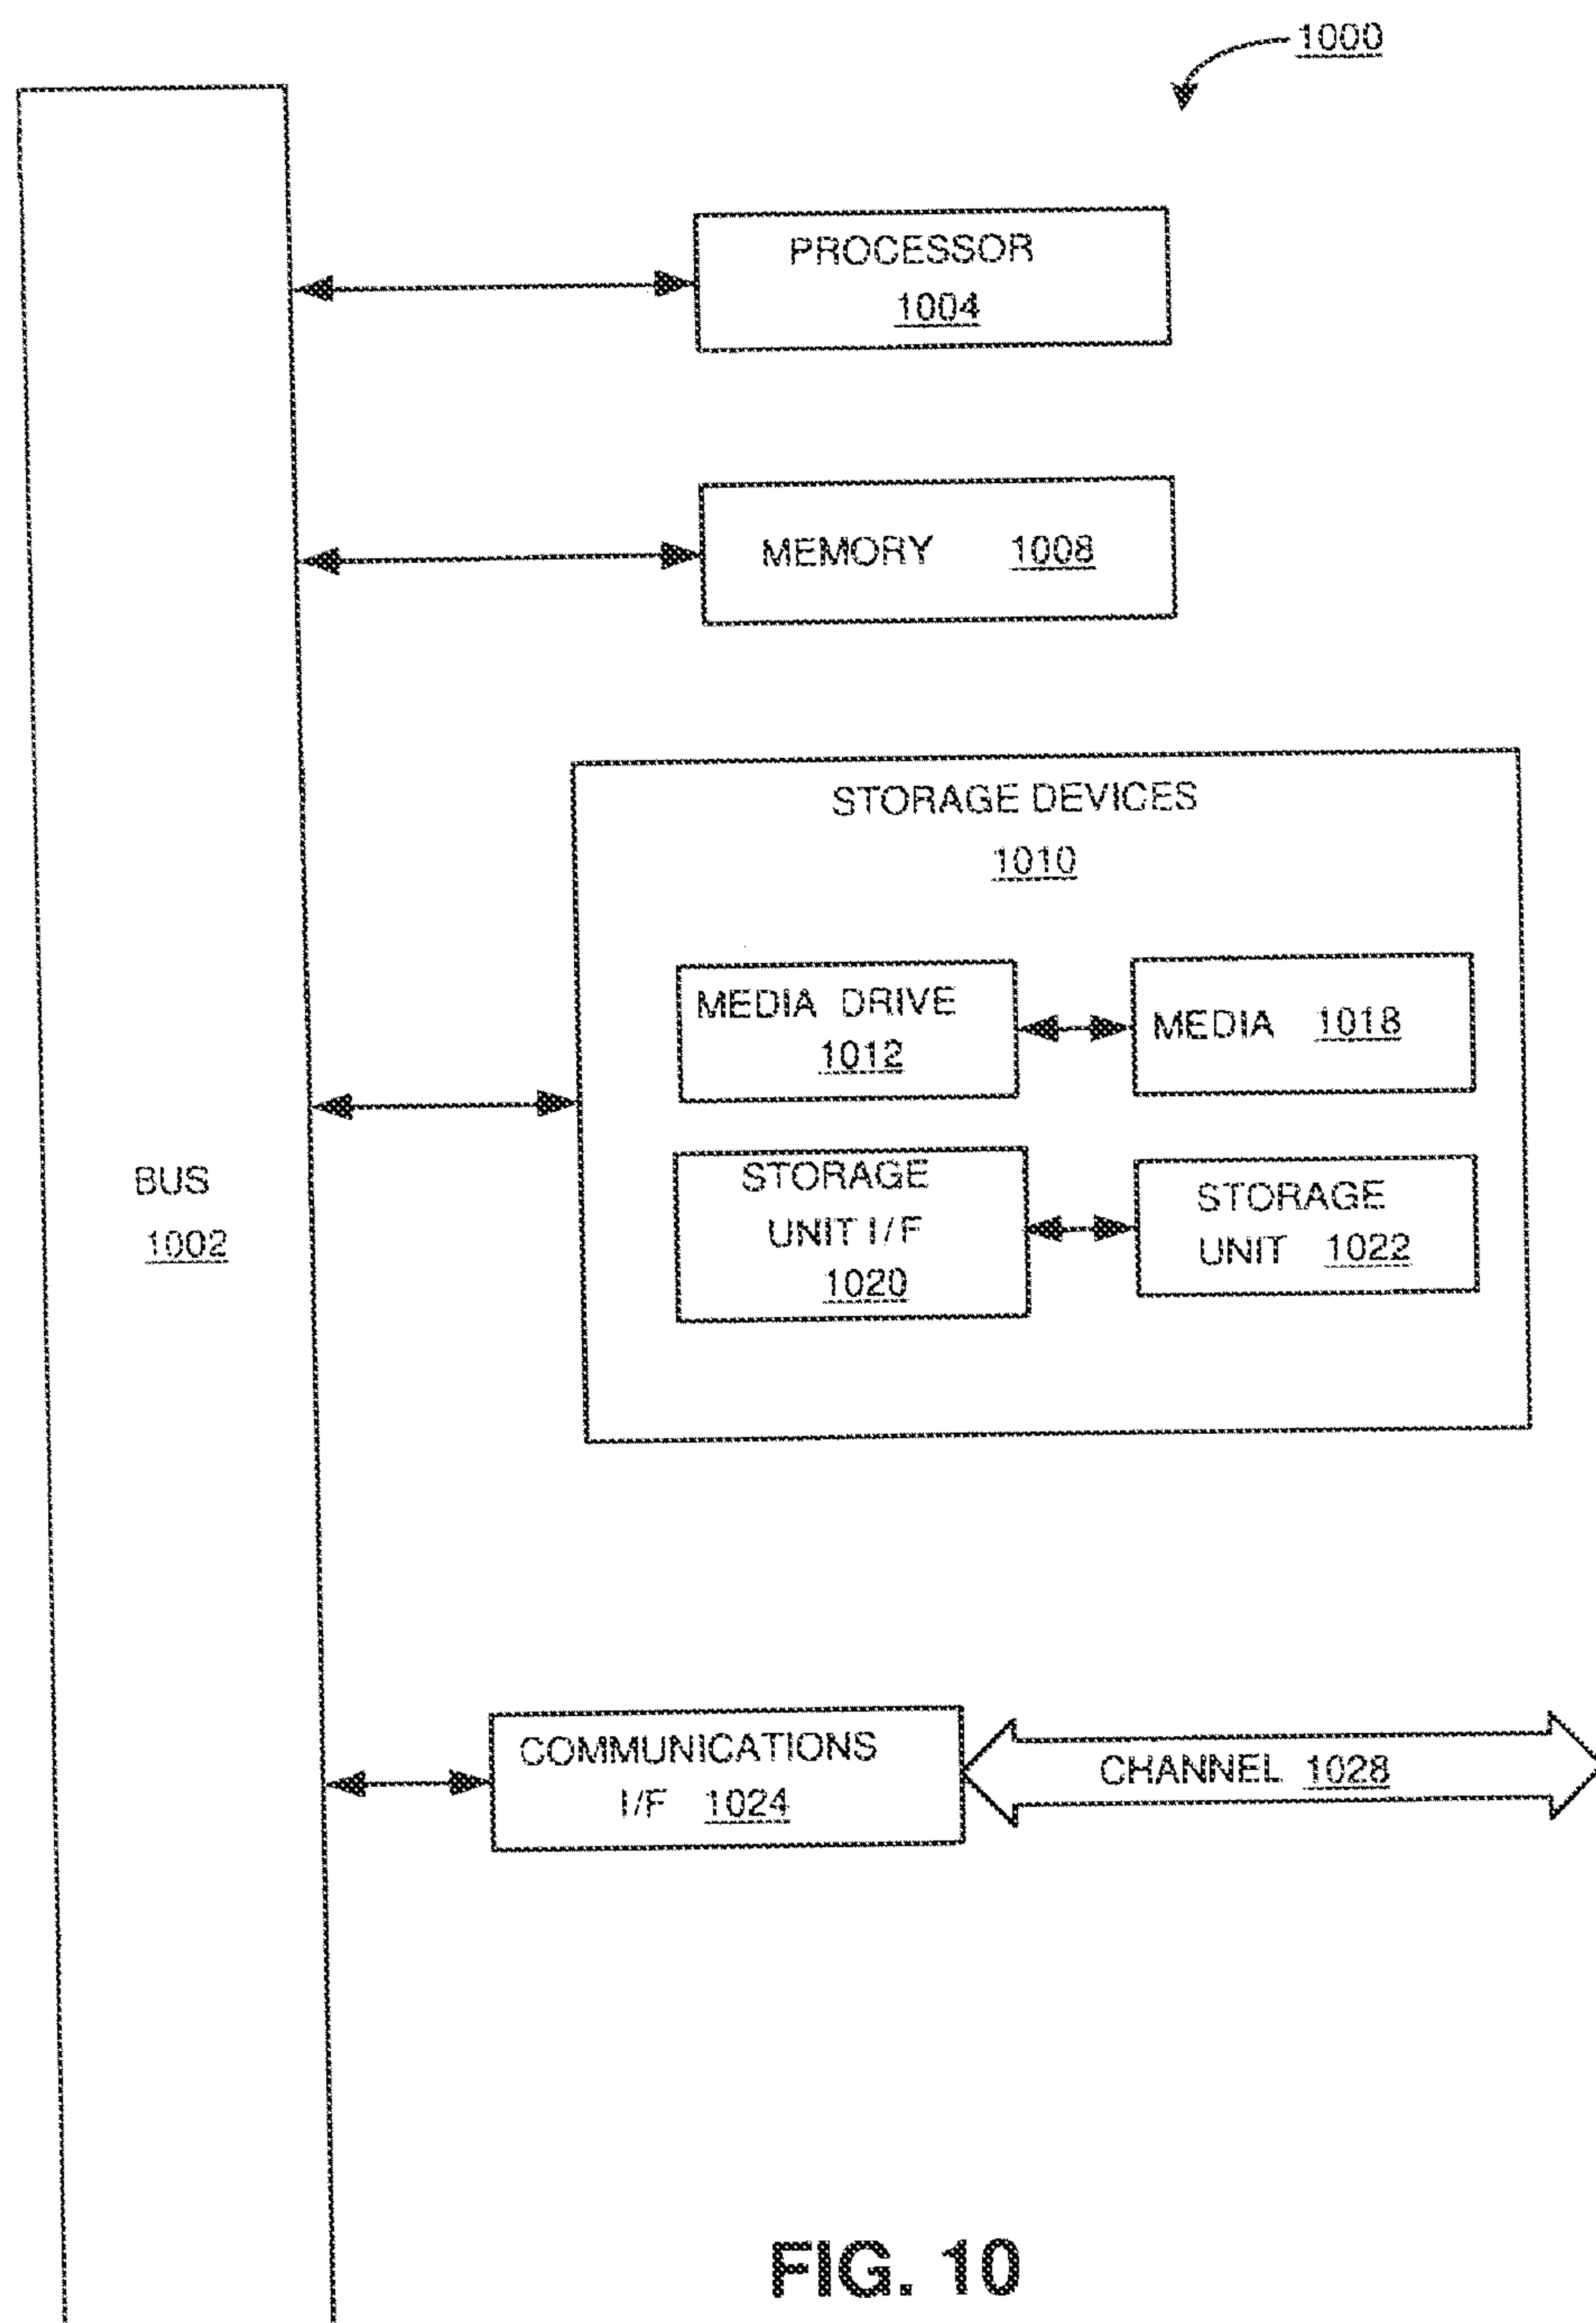 1000
PROCESSOR
1004
MEMORY 1008
STORAGE DEVICES
1010
MEDIA DRIVE
1012
MEDIA 1018
STORAGE
UNIT I/F
1020
STORAGE
UNIT 1022
BUS
1002
COMMUNICATIONS
I/F 1024
CHANNEL 1028
FIG. 10